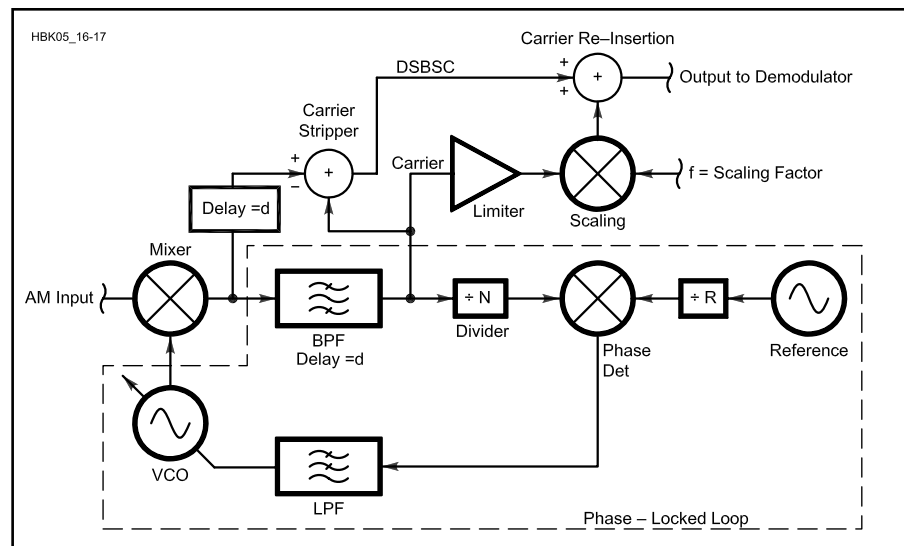 HBK05_16-17
Carrier Re–Insertion
DSBSC
+
+
+
Output to Demodulator
Carrier
Stripper
+
–
+
Carrier
Limiter
Scaling
f = Scaling Factor
Delay =d
Mixer
AM Input
BPF
Delay =d
÷ N
Divider
Phase
Det
÷ R
Reference
VCO
LPF
Phase – Locked Loop